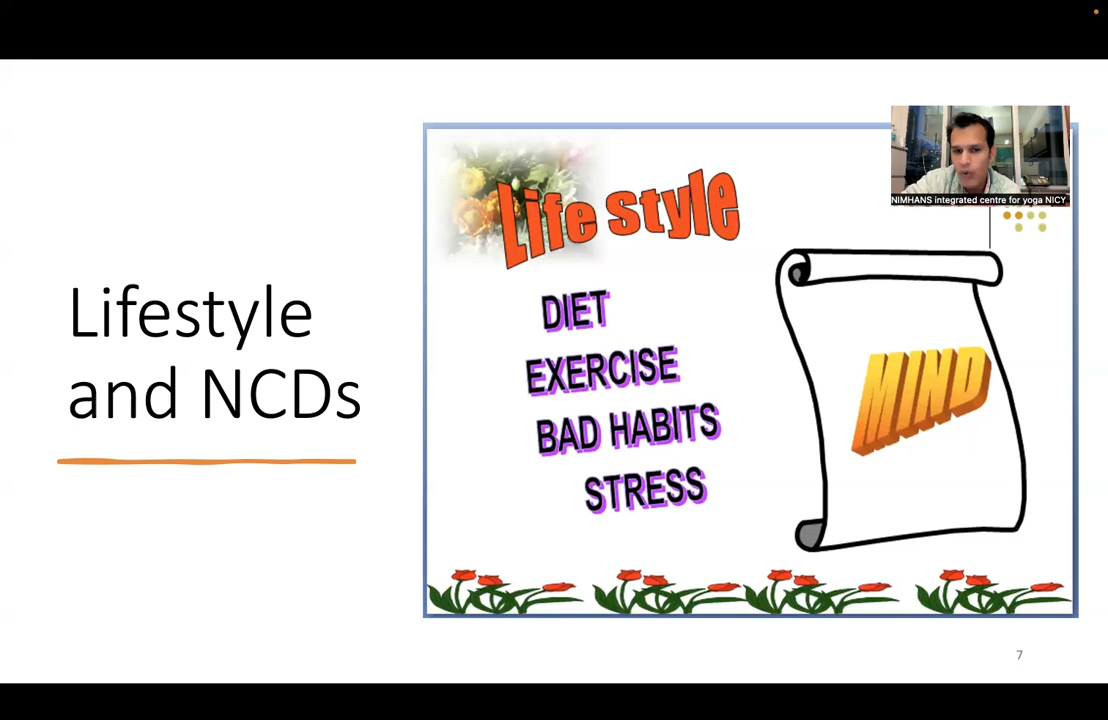 Lifestyle
and NCDs
Life style
DIET
EXERCISE
BAD HABITS
STRESS
MIND
NIMHANS integrated centre for yoga NICY
7